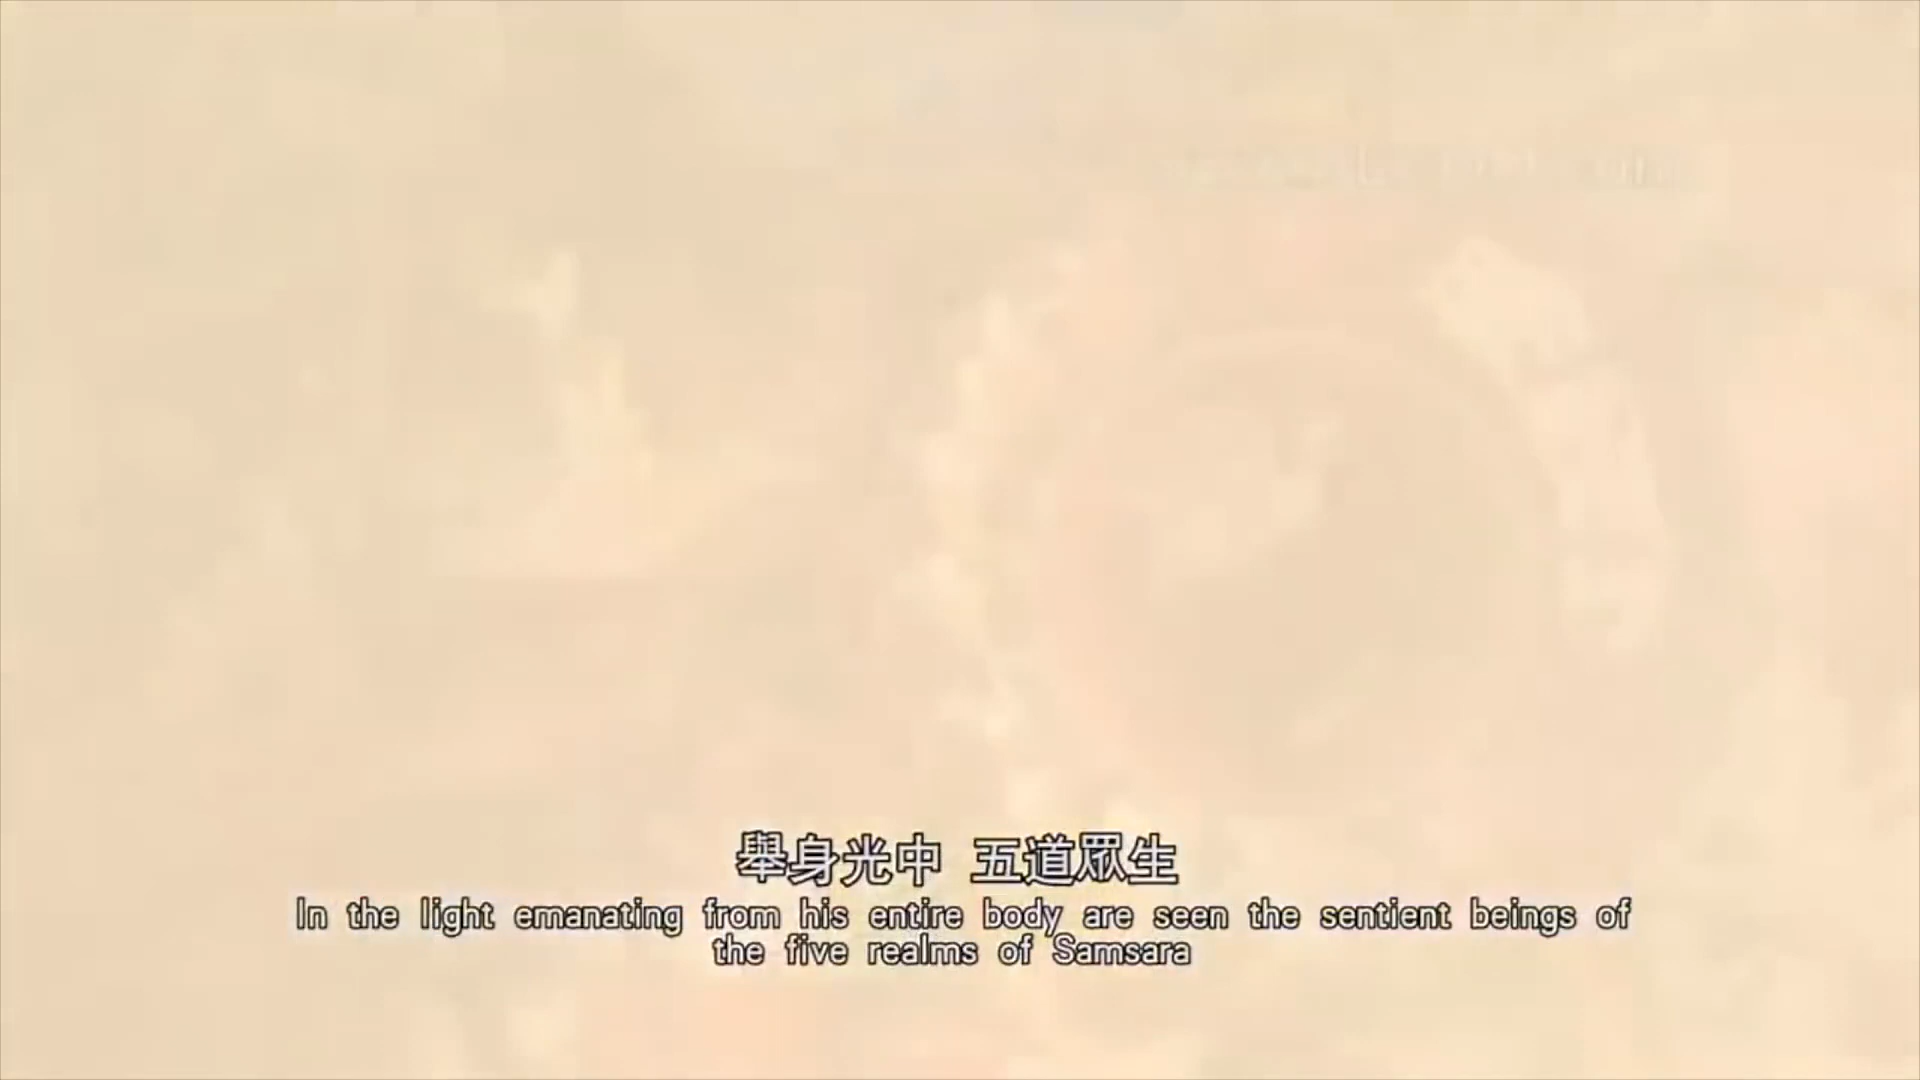 舉身光中 五道眾生
In the light emanating from his entire body are seen the sentient beings of
the five realms of Samsara